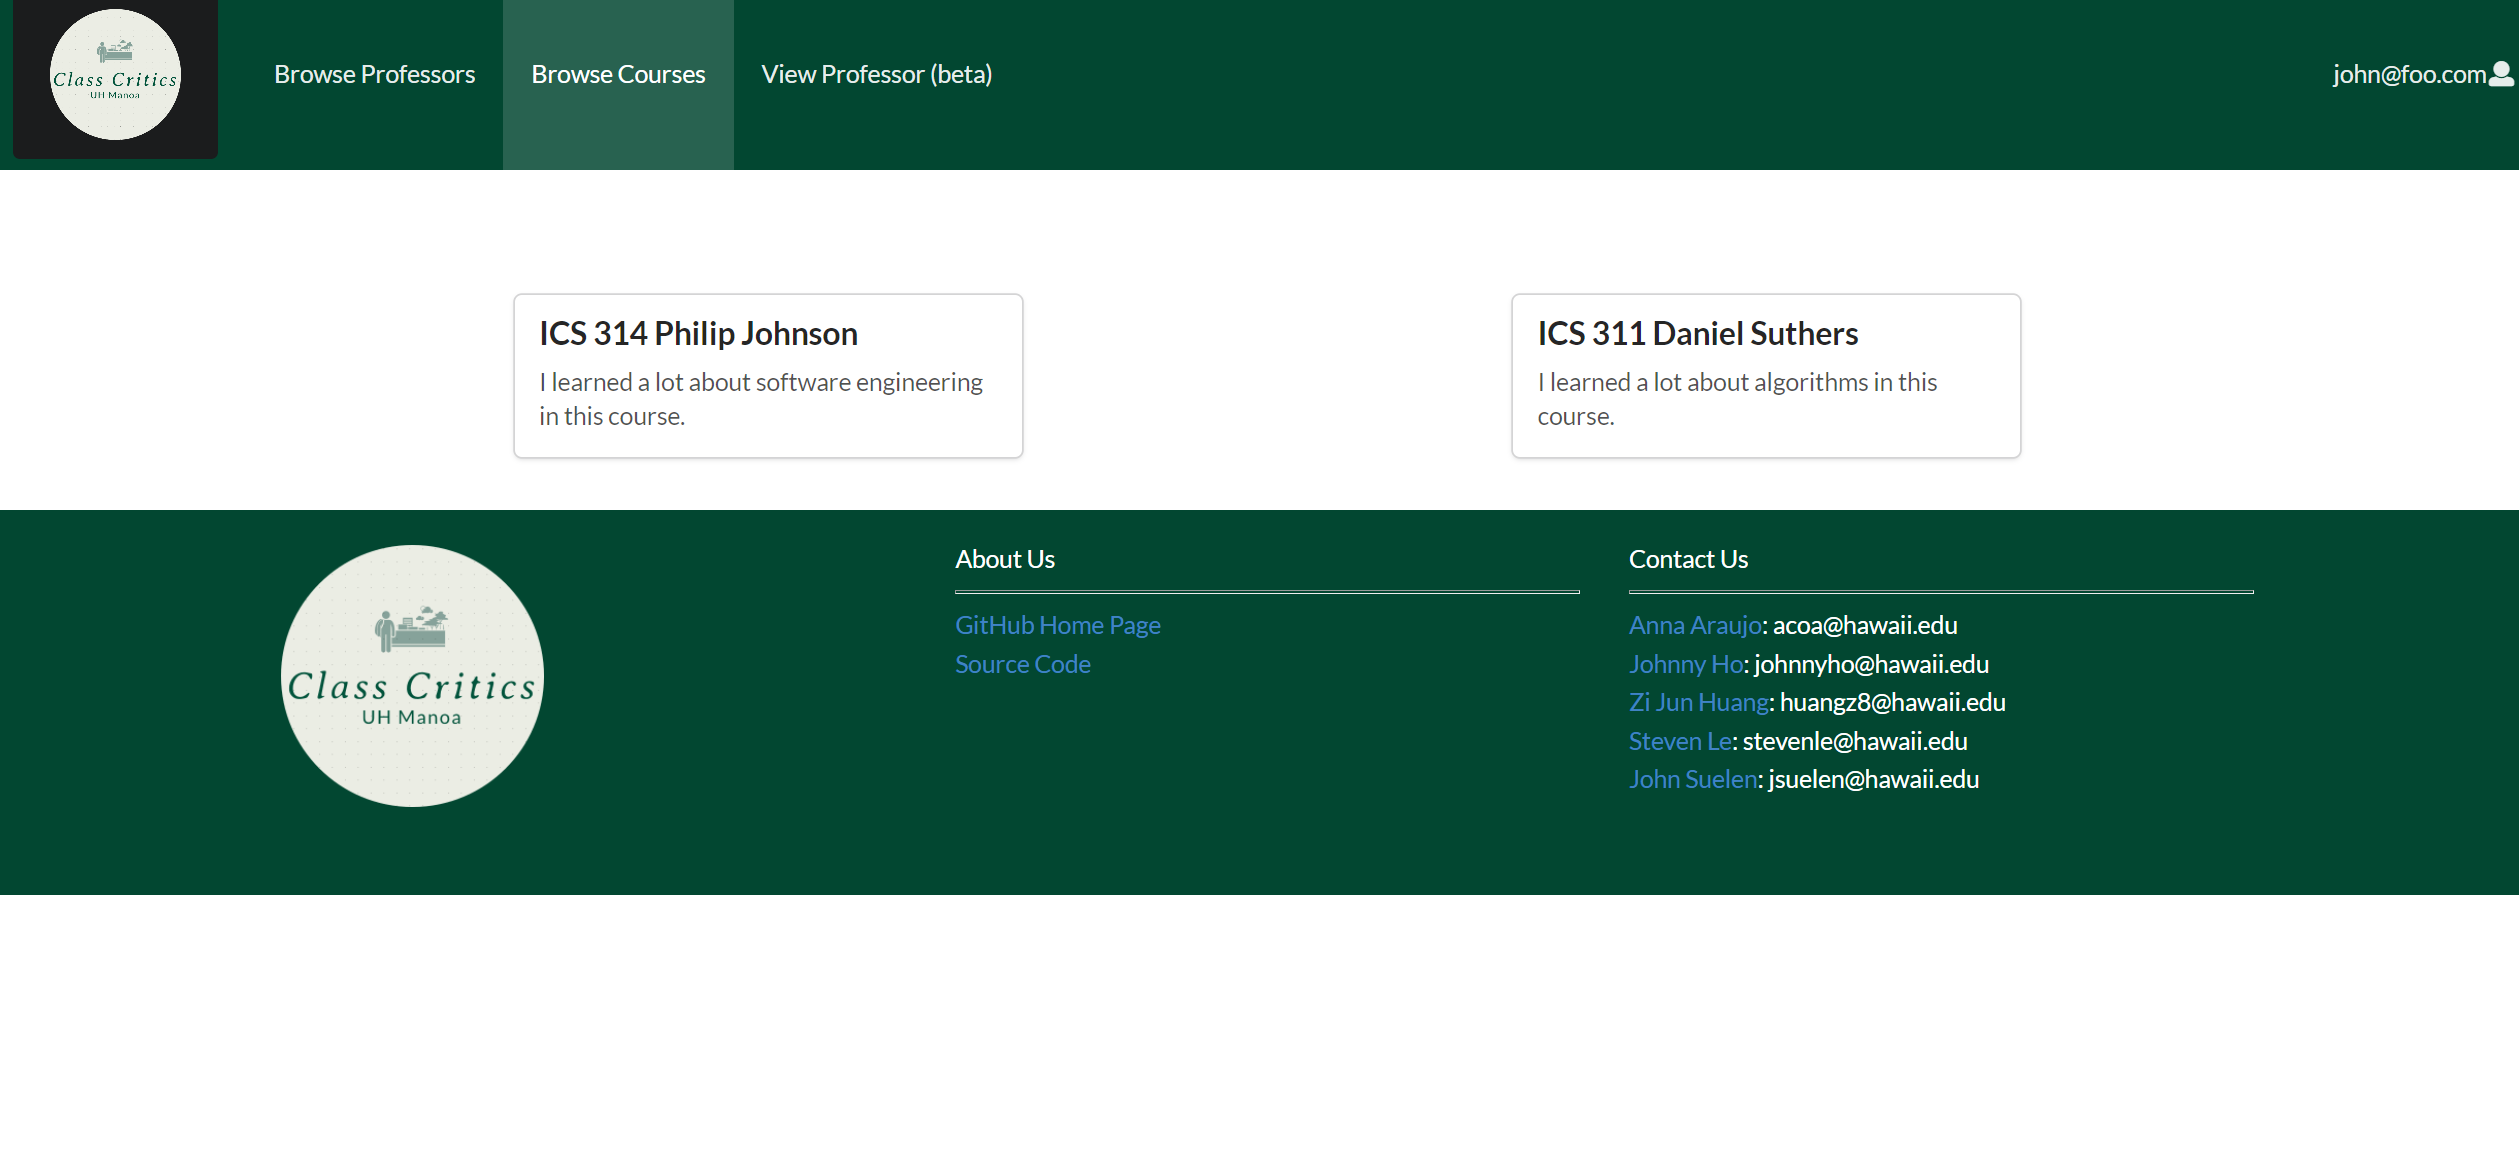 Class Critics
UH Manoa
Browse Professors
Browse Courses
View Professor (beta)
john@foo.com
ICS 314 Philip Johnson
I learned a lot about software engineering
in this course.
ICS 311 Daniel Suthers
I learned a lot about algorithms in this
course.
Class Critics
UH Manoa
About Us
GitHub Home Page
Source Code
Contact Us
Anna Araujo: acoa@hawaii.edu
Johnny Ho: johnnyho@hawaii.edu
Zi Jun Huang: huangz8@hawaii.edu
Steven Le: stevenle@hawaii.edu
John Suelen: jsuelen@hawaii.edu